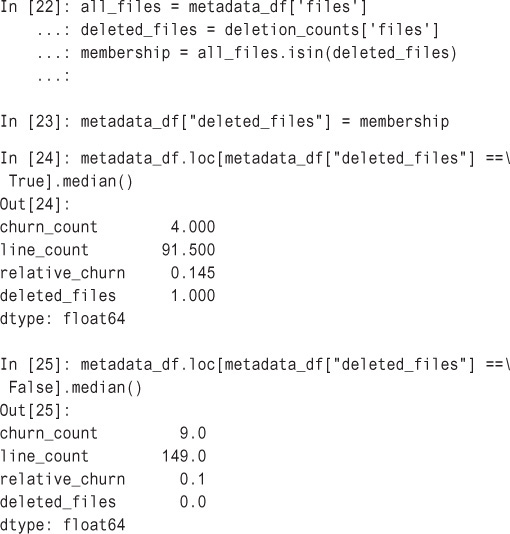 In [22]: all_files = metadata_df['files']
    ...: deleted_files = deletion_counts['files']
    ...: membership = all_files.isin(deleted_files)
    ...:
In [23]: metadata_df["deleted_files"] = membership
In [24]: metadata_df.loc[metadata_df["deleted_files"] ==\
 True].median()
Out[24]:
churn_count 4.000
line_count 91.500
relative_churn 0.145
deleted_files 1.000
dtype: float64
In [25]: metadata_df.loc[metadata_df["deleted_files"] ==\
 False].median()
Out[25]:
churn_count 9.0
line_count 149.0
relative_churn 0.1
deleted_files 0.0
dtype: float64